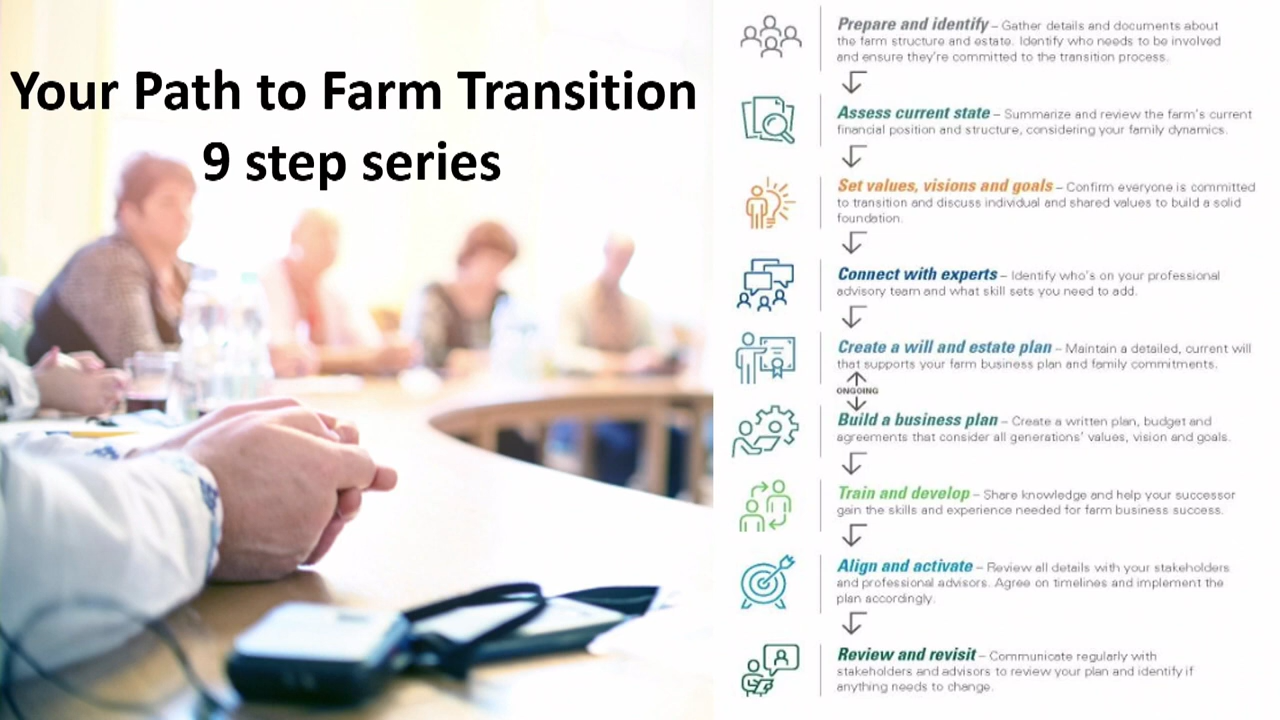 Your Path to Farm Transition
9 step series
Prepare and identify – Gather details and documents about
the farm structure and estate. Identify who needs to be involved
and ensure they're committed to the transition process.
Assess current state – Summarize and review the farm's current
financial position and structure, considering your family dynamics.
Set values, visions and goals – Confirm everyone is committed
to transition and discuss individual and shared values to build a solid
foundation.
Connect with experts – Identify who's on your professional
advisory team and what skill sets you need to add.
Create a will and estate plan – Maintain a detailed, current will
that supports your farm business plan and family commitments.
ONGOING
Build a business plan – Create a written plan, budget and
agreements that consider all generations' values, vision and goals.
Train and develop – Share knowledge and help your successor
gain the skills and experience needed for farm business success.
Align and activate – Review all details with your stakeholders
and professional advisors. Agree on timelines and implement the
plan accordingly.
Review and revisit – Communicate regularly with
stakeholders and advisors to review your plan and identify if
anything needs to change.